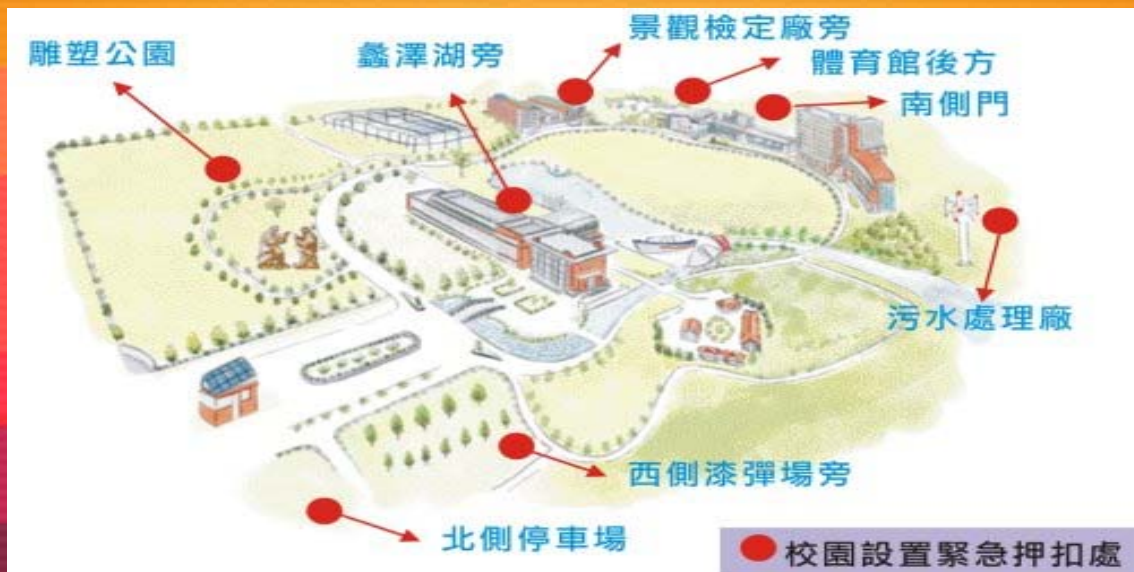 景觀檢定廠旁
雕塑公園
蠡澤湖旁
體育館後方
南側門
污水處理廠
西側漆彈場旁
北側停車場
校園設置緊急押扣處